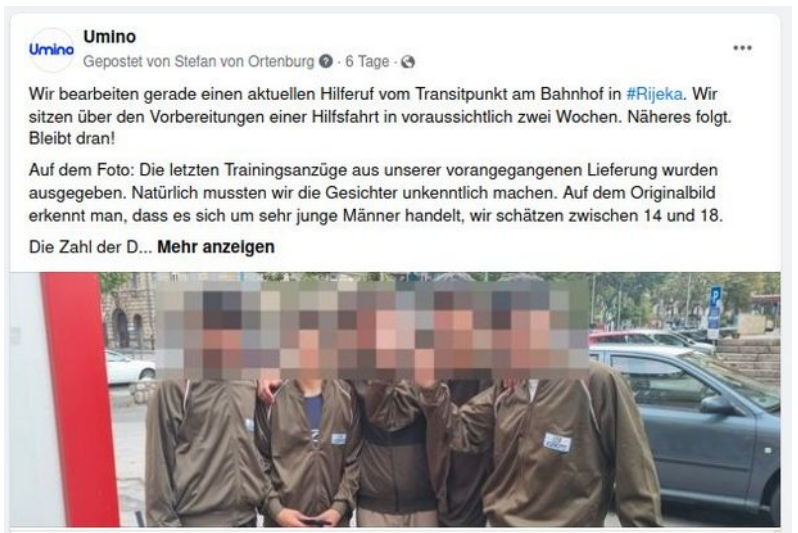 Umino
Umino
Gepostet von Stefan von Ortenburg · 6 Tage ·
Wir bearbeiten gerade einen aktuellen Hilferuf vom Transitpunkt am Bahnhof in #Rijeka. Wir
sitzen über den Vorbereitungen einer Hilfsfahrt in voraussichtlich zwei Wochen. Näheres folgt.
Bleibt dran!
Auf dem Foto: Die letzten Trainingsanzüge aus unserer vorangegangenen Lieferung wurden
ausgegeben. Natürlich mussten wir die Gesichter unkenntlich machen. Auf dem Originalbild
erkennt man, dass es sich um sehr junge Männer handelt, wir schätzen zwischen 14 und 18.
Die Zahl der D... Mehr anzeigen
P